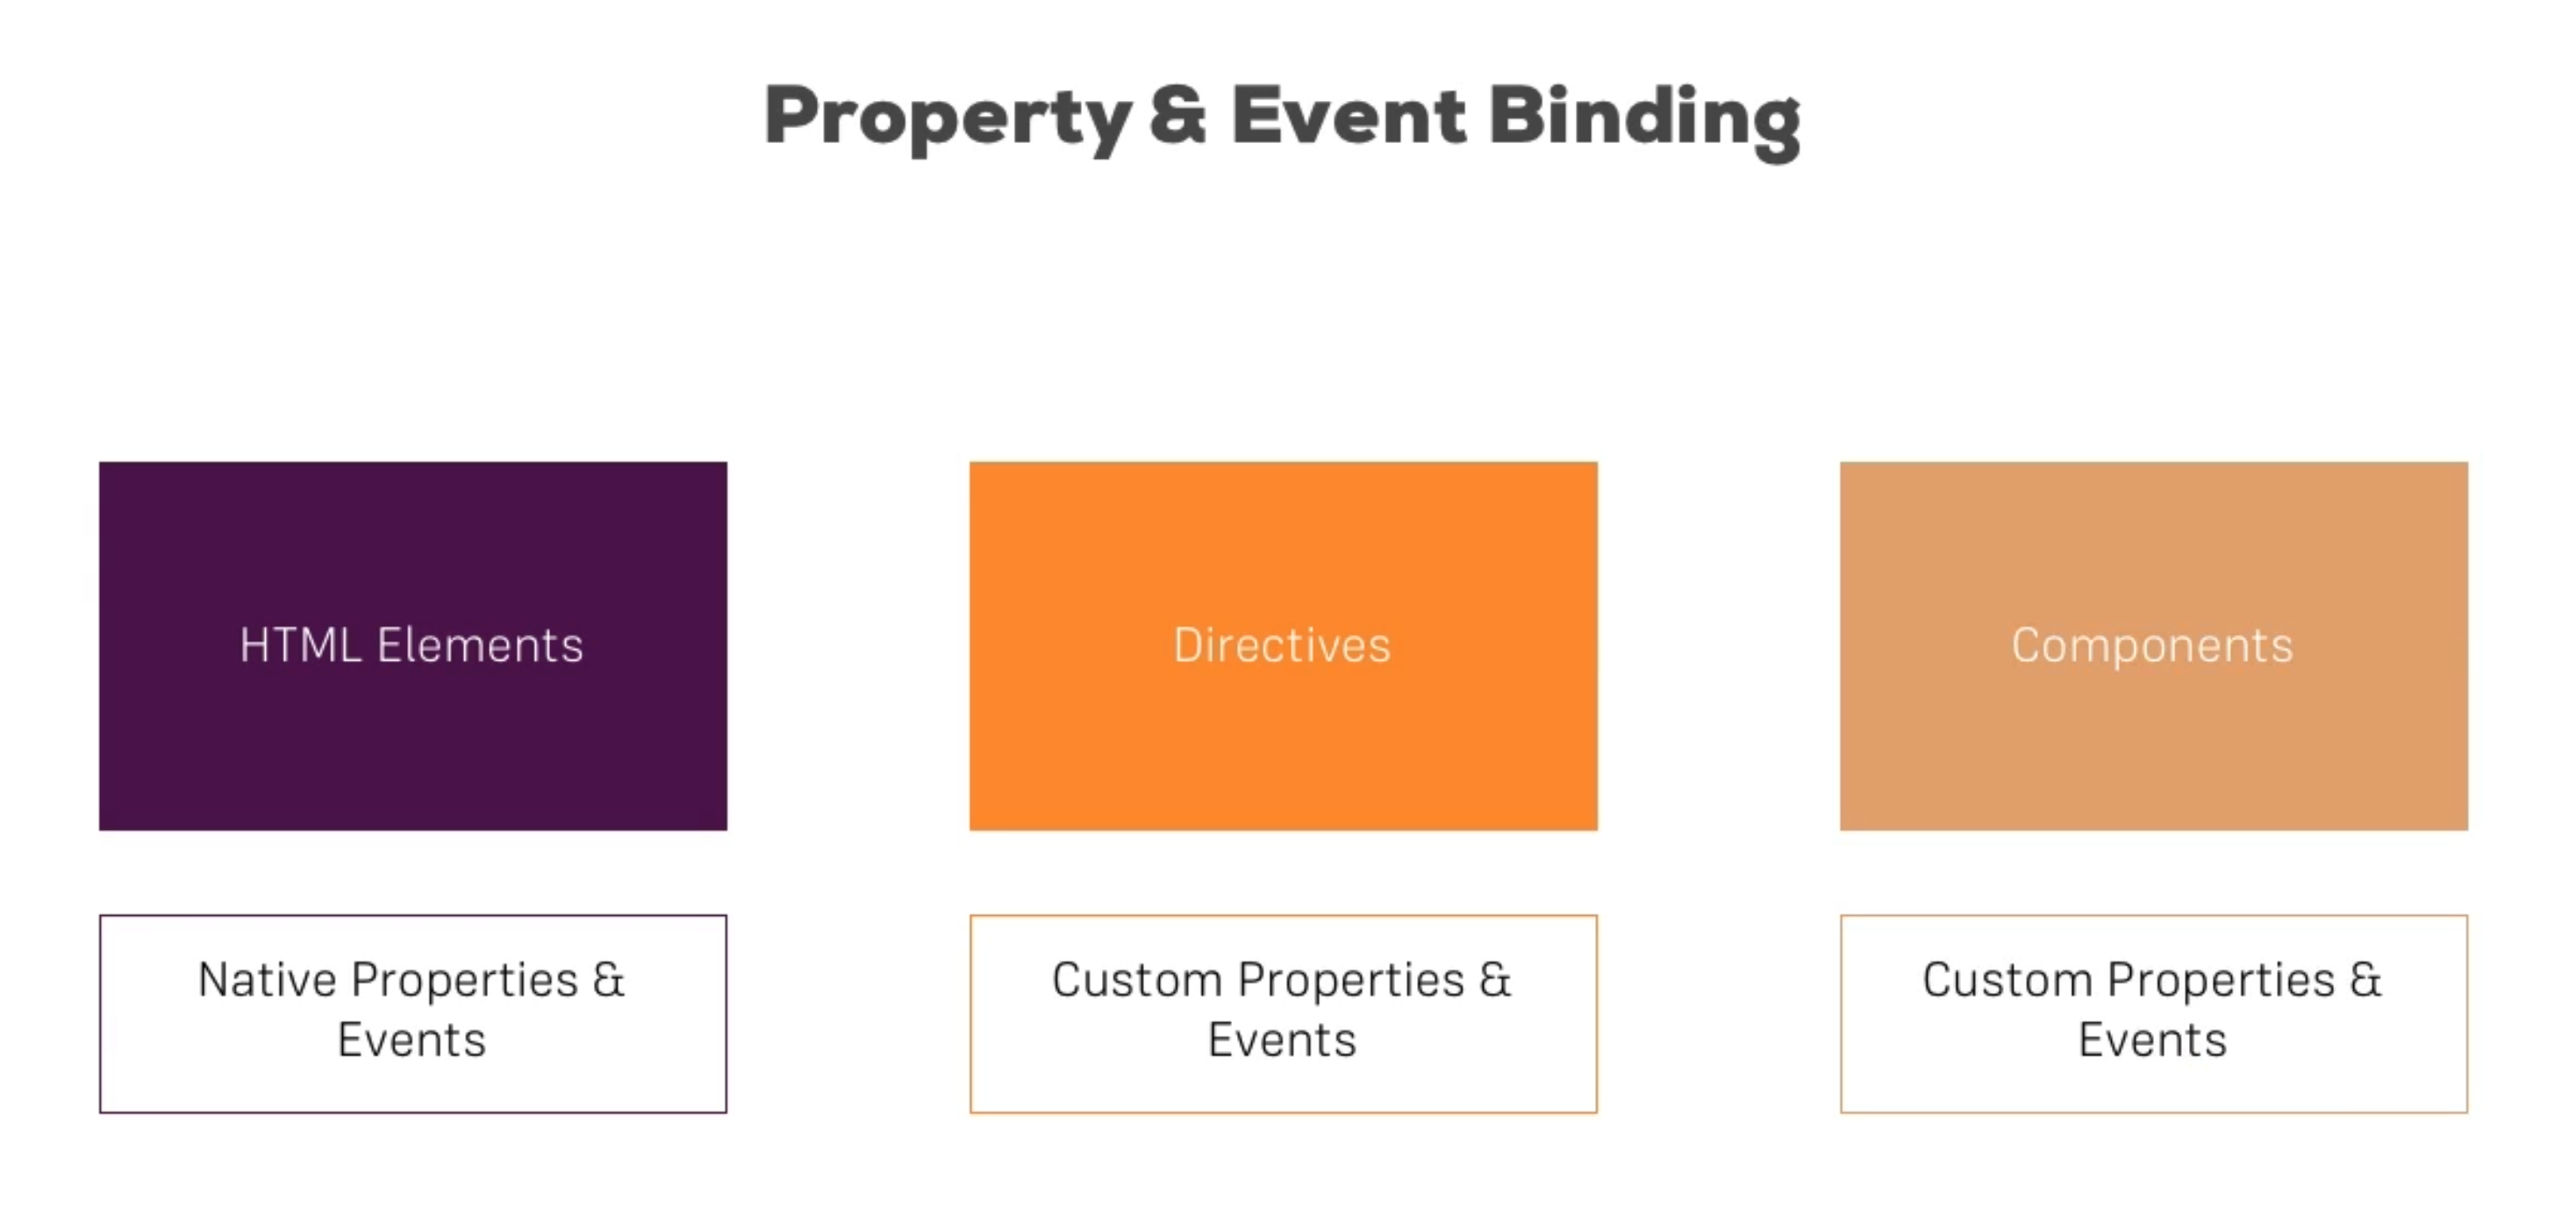 Property & Event Binding
HTML Elements
Directives
Components
Native Properties &
Events
Custom Properties &
Events
Custom Properties &
Events